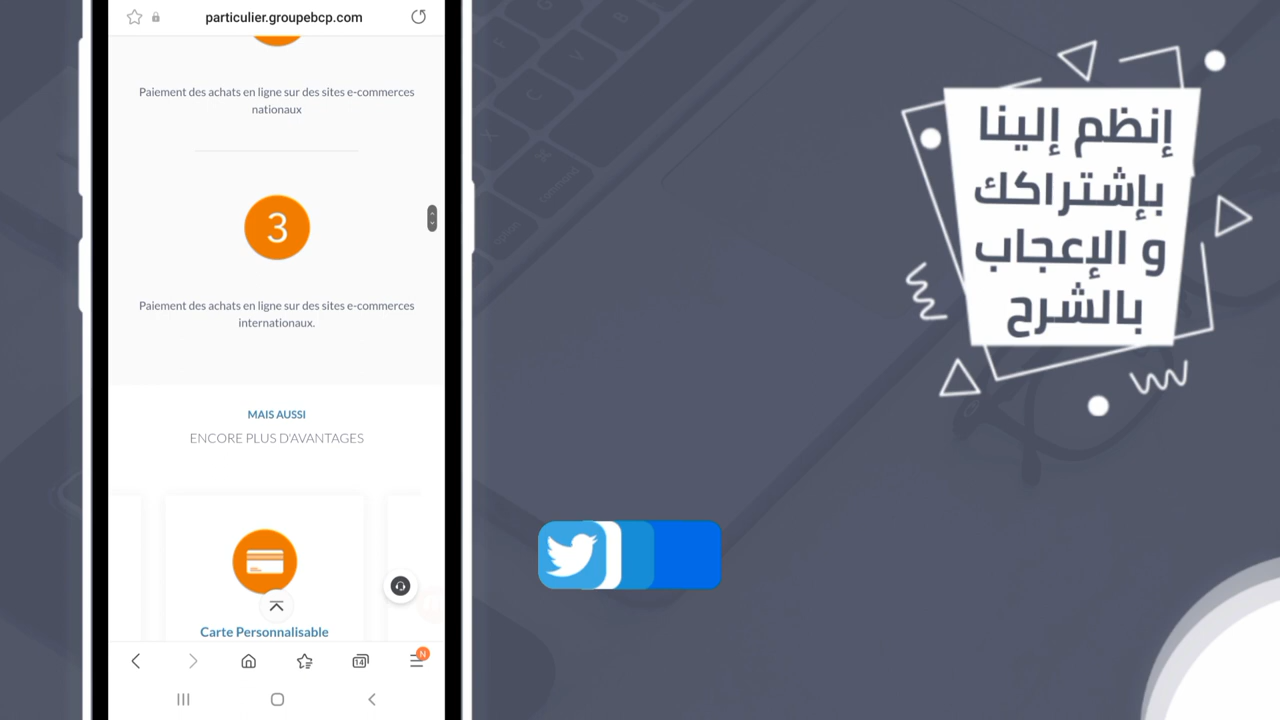 particulier.groupebcp.com
Paiement des achats en ligne sur des sites e-commerces
nationaux
3
Paiement des achats en ligne sur des sites e-commerces
internationaux.
MAIS AUSSI
ENCORE PLUS D'AVANTAGES
Carte Personnalisable
14
N
إنظم إلينا
بإشتراكك
و الإعجاب
بالشرح